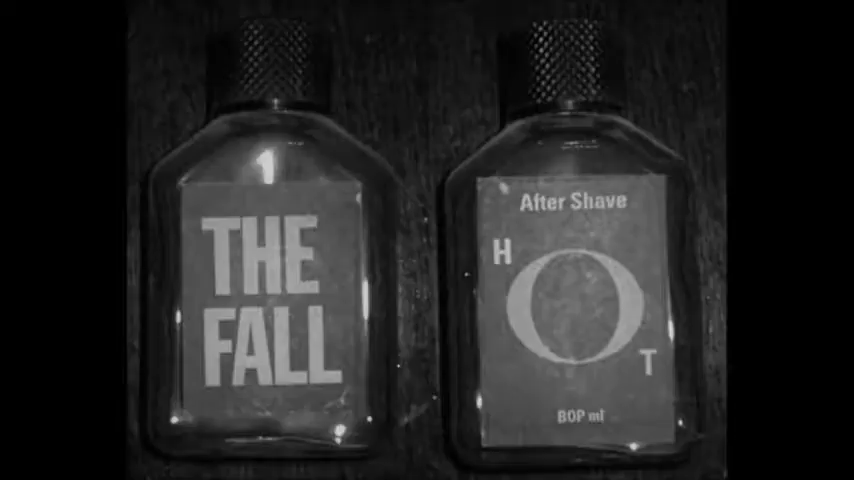 THE
FALL
After Shave
H
O
T
BOP ml